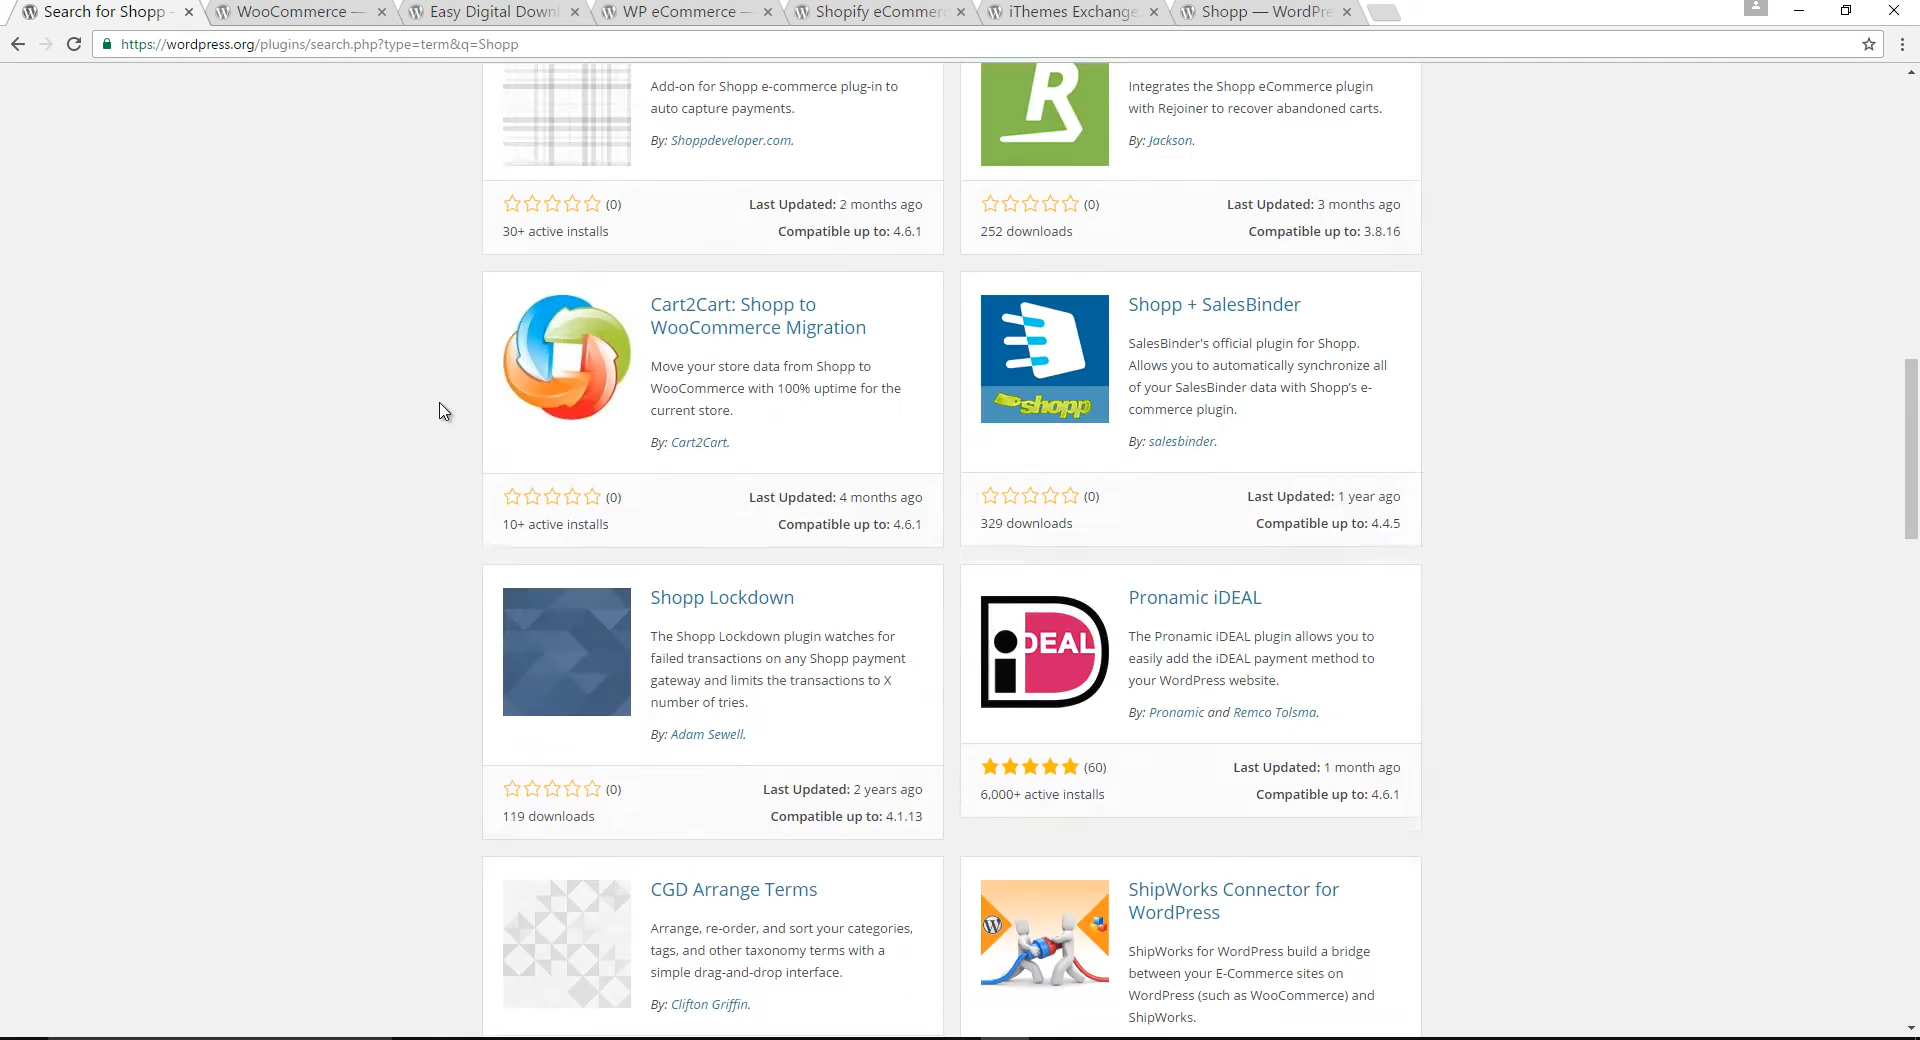 Search for Shopp - WooCommerce — Easy Digital Downl WP eCommerce — Shopify eCommerc iThemes Exchange Shopp — WordPre
https://wordpress.org/plugins/search.php?type=term&q=Shopp
Add-on for Shopp e-commerce plug-in to
auto capture payments.
By: Shoppdeveloper.com.
(0) Last Updated: 2 months ago
30+ active installs Compatible up to: 4.6.1
R
Integrates the Shopp eCommerce plugin
with Rejoiner to recover abandoned carts.
By: Jackson.
(0) Last Updated: 3 months ago
252 downloads Compatible up to: 3.8.16
Cart2Cart: Shopp to
WooCommerce Migration
Move your store data from Shopp to
WooCommerce with 100% uptime for the
current store.
By: Cart2Cart.
(0) Last Updated: 4 months ago
10+ active installs Compatible up to: 4.6.1
shopp
Shopp + SalesBinder
SalesBinder's official plugin for Shopp.
Allows you to automatically synchronize all
of your SalesBinder data with Shopp's e-
commerce plugin.
By: salesbinder.
(0) Last Updated: 1 year ago
329 downloads Compatible up to: 4.4.5
Shopp Lockdown
The Shopp Lockdown plugin watches for
failed transactions on any Shopp payment
gateway and limits the transactions to X
number of tries.
By: Adam Sewell.
(0) Last Updated: 2 years ago
119 downloads Compatible up to: 4.1.13
iDEAL
Pronamic iDEAL
The Pronamic iDEAL plugin allows you to
easily add the iDEAL payment method to
your WordPress website.
By: Pronamic and Remco Tolsma.
(60) Last Updated: 1 month ago
6,000+ active installs Compatible up to: 4.6.1
CGD Arrange Terms
Arrange, re-order, and sort your categories,
tags, and other taxonomy terms with a
simple drag-and-drop interface.
By: Clifton Griffin.
ShipWorks Connector for
WordPress
ShipWorks for WordPress build a bridge
between your E-Commerce sites on
WordPress (such as WooCommerce) and
ShipWorks.